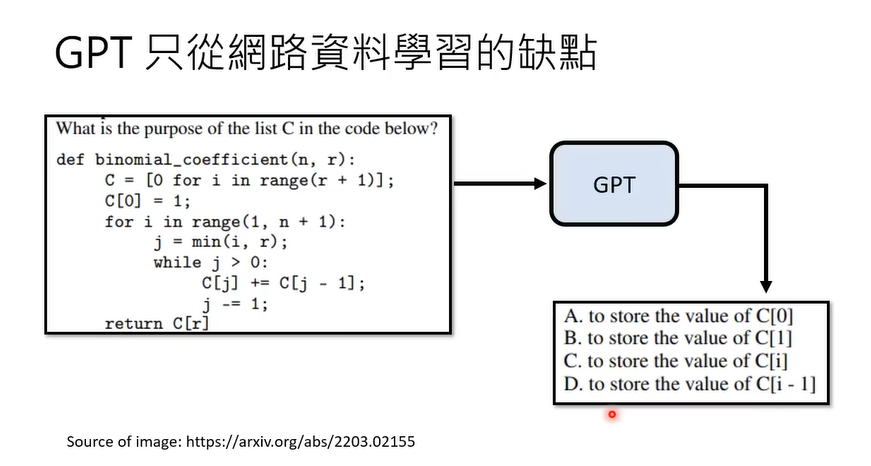 GPT 只從網路資料學習的缺點
What is the purpose of the list C in the code below?
def binomial_coefficient(n, r):
C = [0 for i in range(r + 1)];
C[0] = 1;
for i in range(1, n + 1):
j = min(i, r);
while j > 0:
C[j] += C[j - 1];
j -= 1;
return C[r]
GPT
A. to store the value of C[0]
B. to store the value of C[1]
C. to store the value of C[i]
D. to store the value of C[i - 1]
Source of image: https://arxiv.org/abs/2203.02155